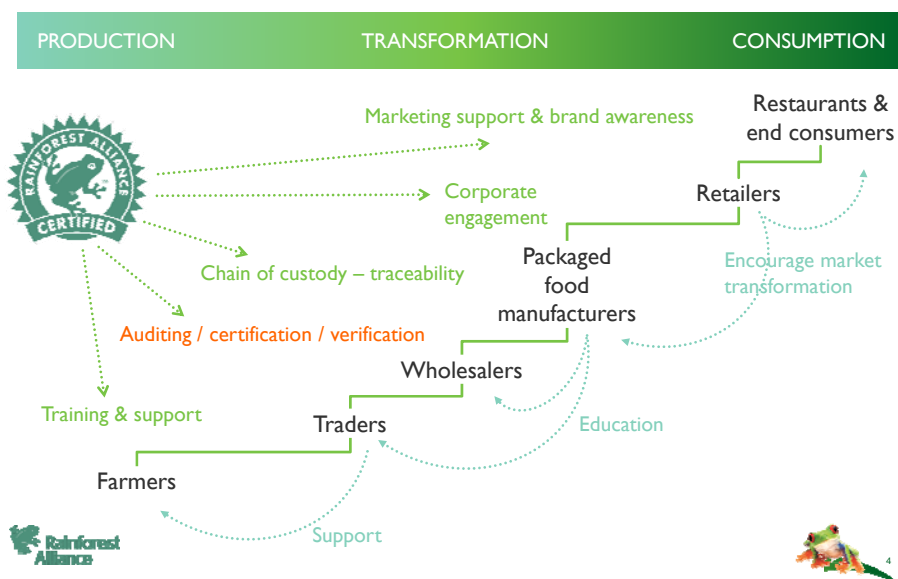 PRODUCTION
TRANSFORMATION
CONSUMPTION
Restaurants &
end consumers
Marketing support & brand awareness
RAINFOREST ALLIANCE
CERTIFIED
Corporate
engagement
Retailers
Chain of custody – traceability
Packaged
food
manufacturers
Encourage market
transformation
Auditing / certification / verification
Wholesalers
Training & support
Traders
Education
Farmers
Support
Rainforest
Alliance
4